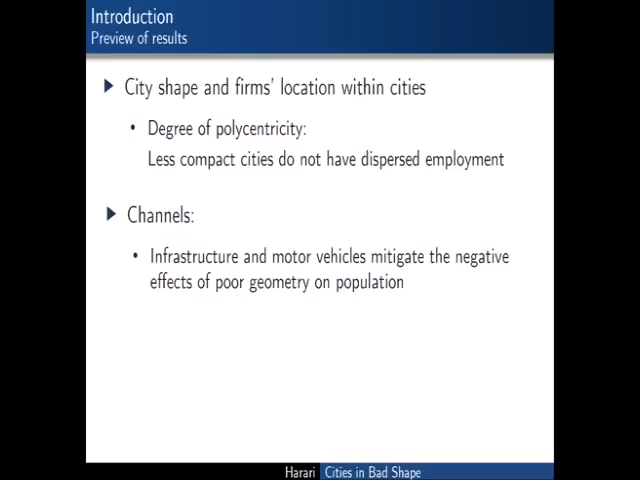 Introduction
Preview of results
City shape and firms' location within cities
Degree of polycentricity:
Less compact cities do not have dispersed employment
Channels:
Infrastructure and motor vehicles mitigate the negative
effects of poor geometry on population
Harari Cities in Bad Shape